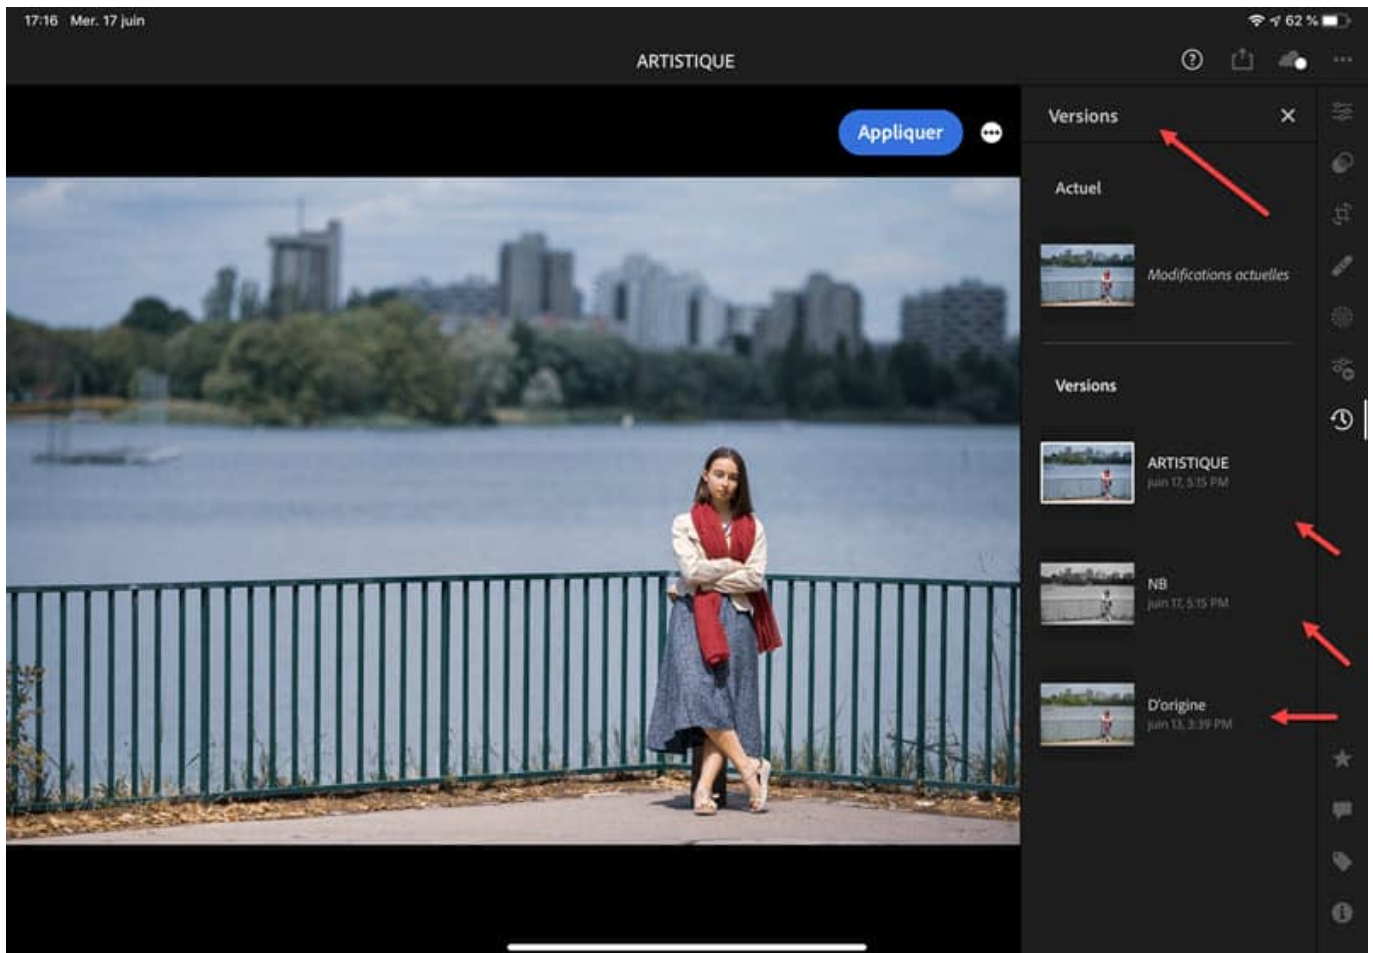 17:16 Mer. 17 juin
62 %
ARTISTIQUE
Appliquer
Versions
Actuel
Modifications actuelles
Versions
ARTISTIQUE
juin 17, 5:15 PM
NB
juin 17, 5:15 PM
D'origine
juin 13, 3:39 PM